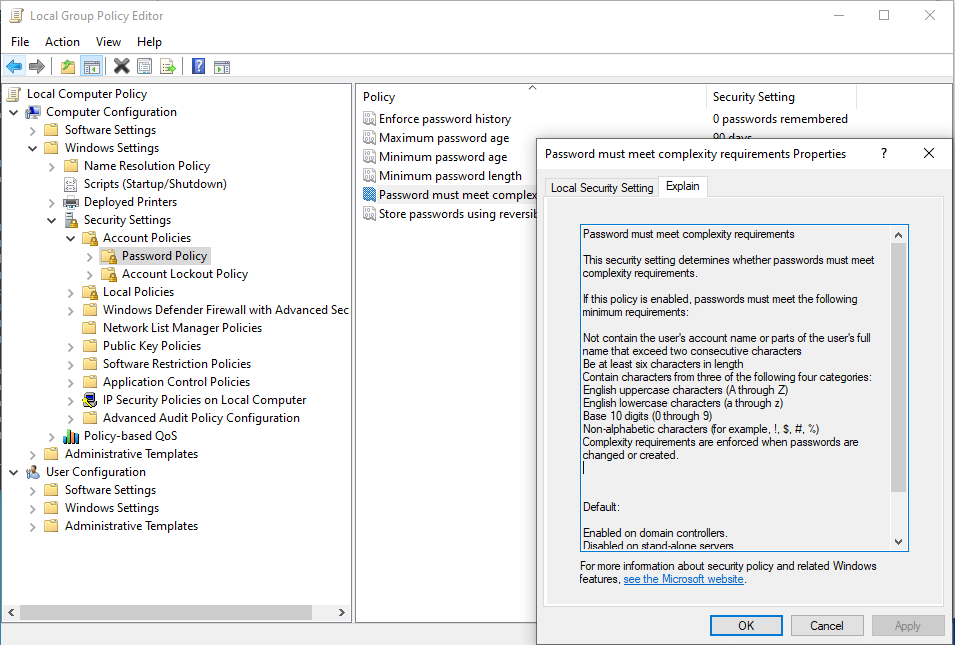 Local Group Policy Editor
File Action View Help
Local Computer Policy
Computer Configuration
Software Settings
Windows Settings
Name Resolution Policy
Scripts (Startup/Shutdown)
Deployed Printers
Security Settings
Account Policies
Password Policy
Account Lockout Policy
Local Policies
Windows Defender Firewall with Advanced Sec
Network List Manager Policies
Public Key Policies
Software Restriction Policies
Application Control Policies
IP Security Policies on Local Computer
Advanced Audit Policy Configuration
Policy-based QoS
Administrative Templates
User Configuration
Software Settings
Windows Settings
Administrative Templates
Policy Security Setting
Enforce password history 0 passwords remembered
Maximum password age 90 days
Minimum password age
Minimum password length
Password must meet complex
Store passwords using reversib
Password must meet complexity requirements Properties ?
Local Security Setting Explain
Password must meet complexity requirements
This security setting determines whether passwords must meet
complexity requirements.
If this policy is enabled, passwords must meet the following
minimum requirements:
Not contain the user's account name or parts of the user's full
name that exceed two consecutive characters
Be at least six characters in length
Contain characters from three of the following four categories:
English uppercase characters (A through Z)
English lowercase characters (a through z)
Base 10 digits (0 through 9)
Non-alphabetic characters (for example, !, $, #, %)
Complexity requirements are enforced when passwords are
changed or created.
Default:
Enabled on domain controllers.
Disabled on stand-alone servers
For more information about security policy and related Windows
features, see the Microsoft website.
OK Cancel Apply